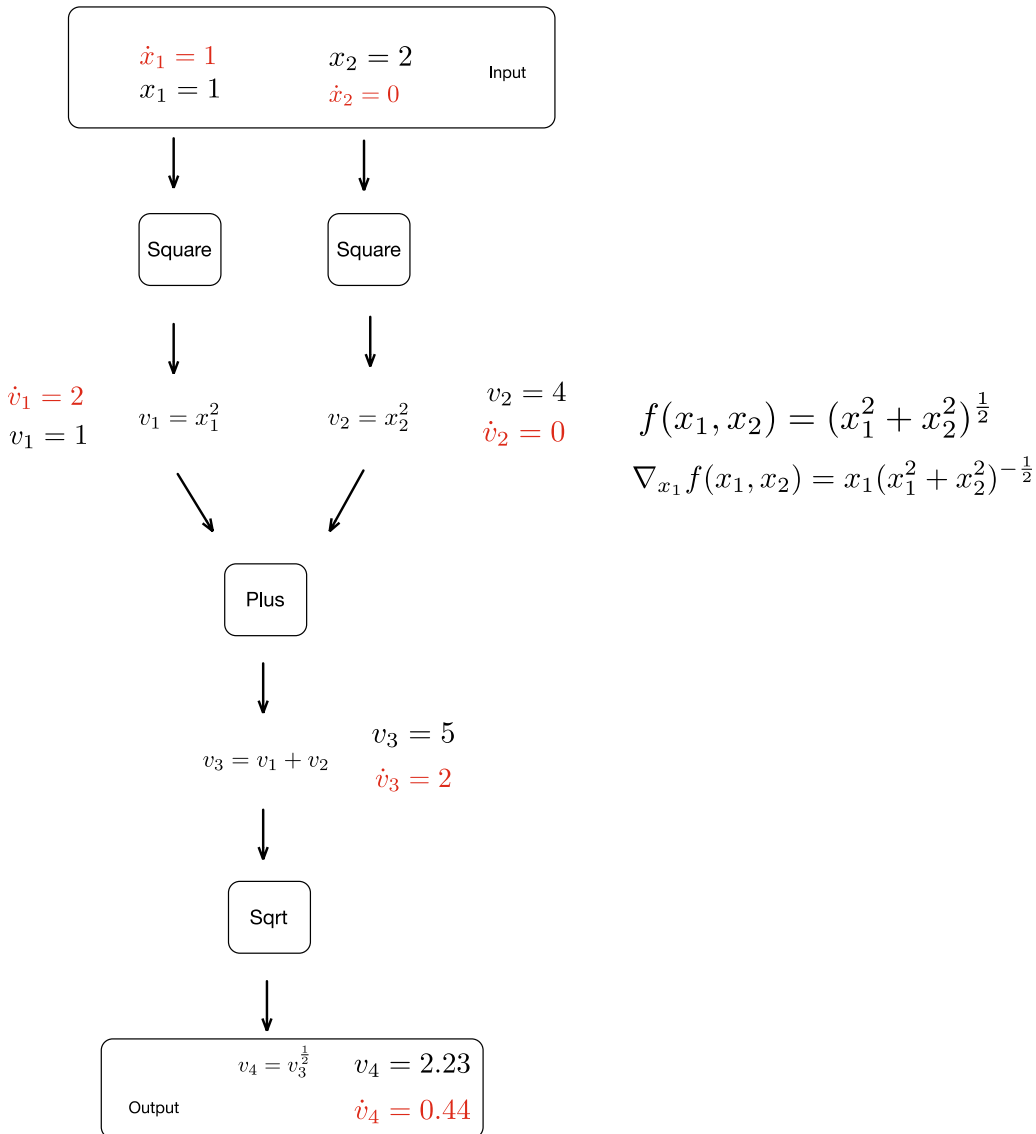 ẋ₁ = 1
x₁ = 1
x₂ = 2
ẋ₂ = 0
Input
Square
Square
v̇₁ = 2
v₁ = 1
v₁ = x₁²
v₂ = x₂²
v₂ = 4
v̇₂ = 0
f(x₁, x₂) = (x₁² + x₂²)^{1/2}
∇_{x₁} f(x₁, x₂) = x₁(x₁² + x₂²)^{-1/2}
Plus
v₃ = v₁ + v₂
v₃ = 5
v̇₃ = 2
Sqrt
v₄ = v₃^{1/2}
v₄ = 2.23
Output
v̇₄ = 0.44